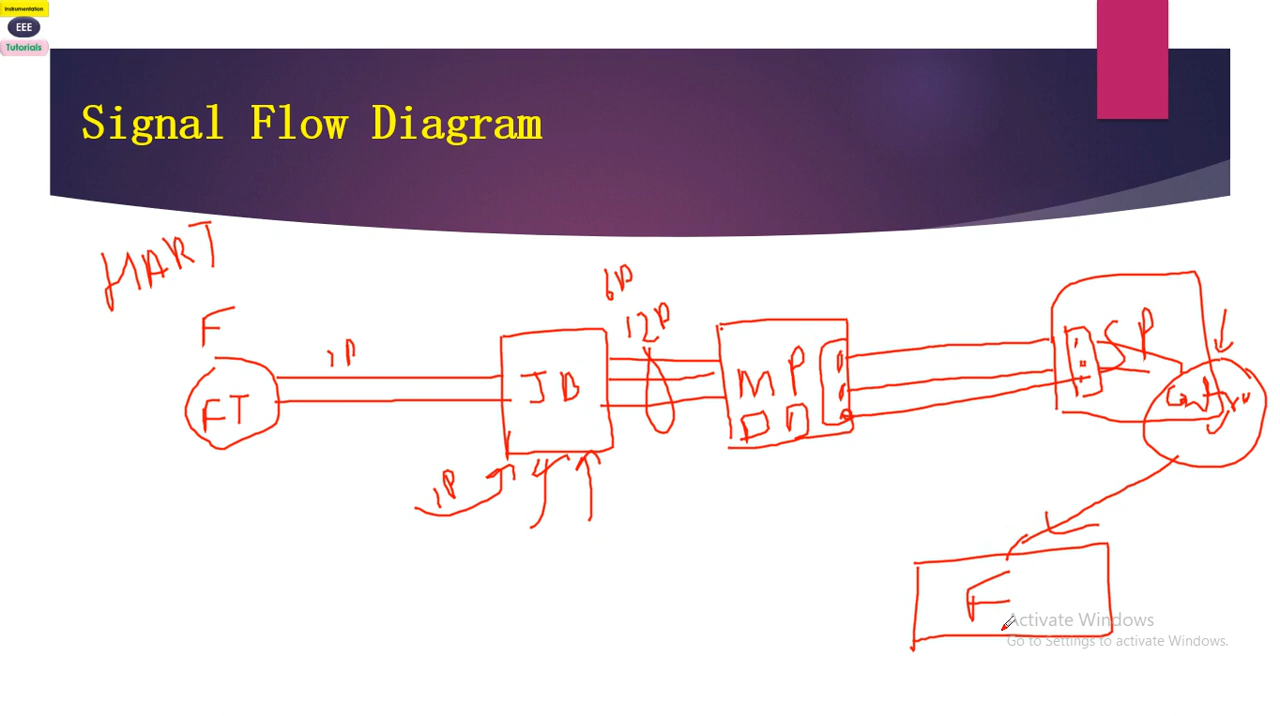 Instrumentation
EEE
Tutorials
Signal Flow Diagram
HART
F
FT
1P
JB
1P
6P
12P
MP
SP
F
Activate Windows
Go to Settings to activate Windows.